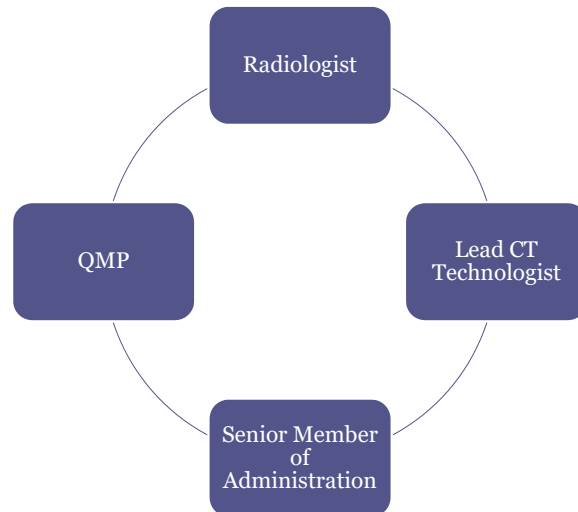 Radiologist
Lead CT
Technologist
Senior Member
of
Administration
QMP